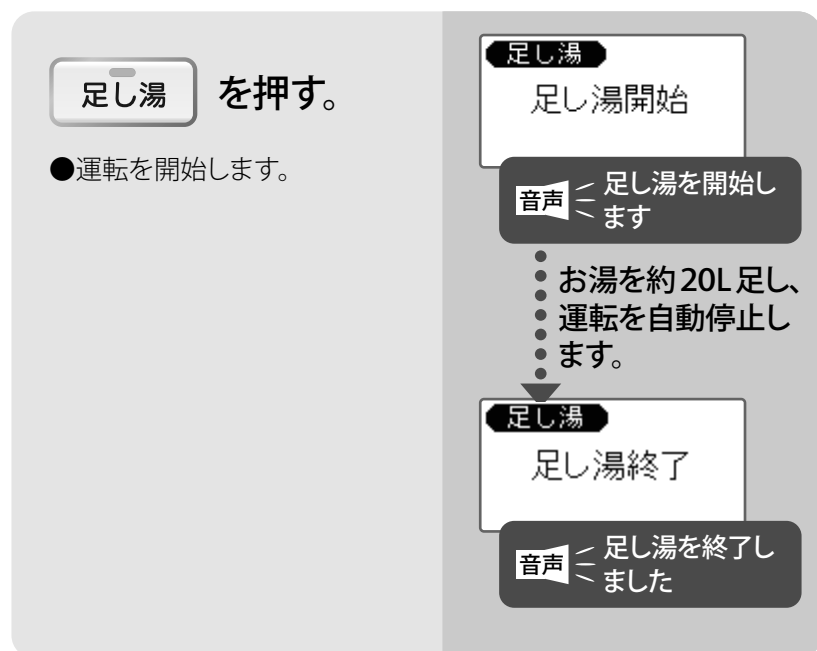 足し湯 を押す。
●運転を開始します。
足し湯
足し湯開始
音声 足し湯を開始し
ます
お湯を約20L足し、
運転を自動停止し
ます。
足し湯
足し湯終了
音声 足し湯を終了し
ました